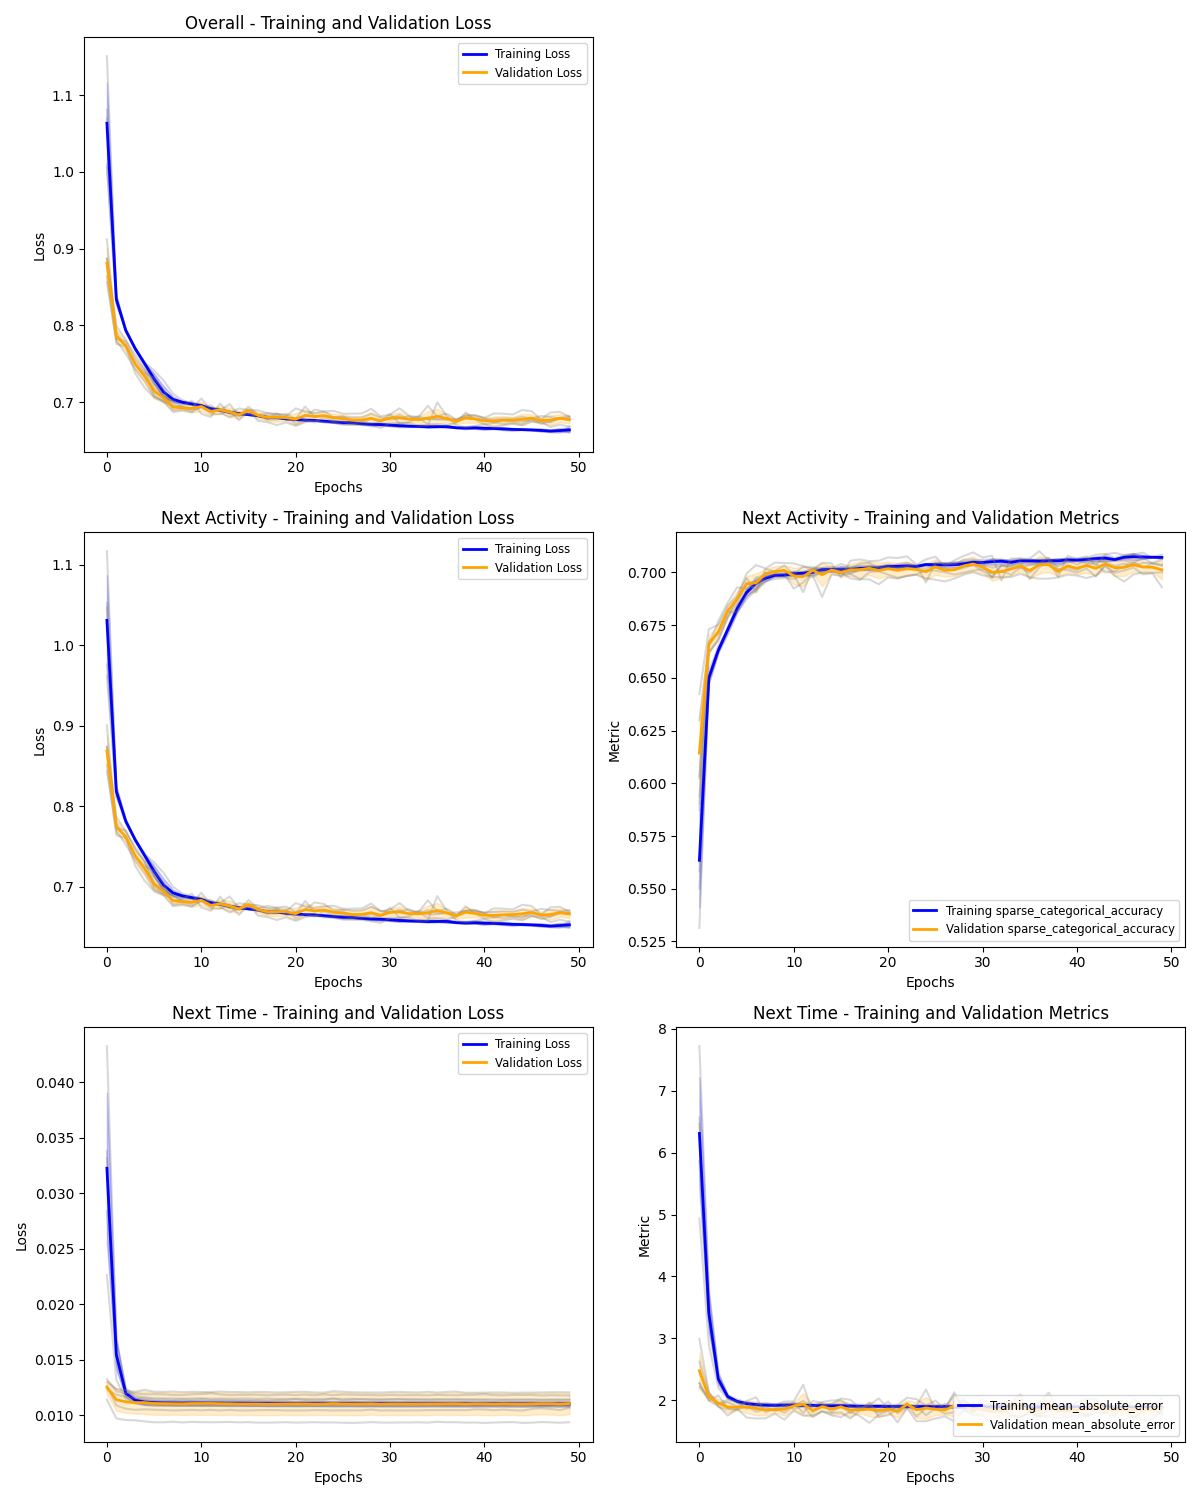 Overall - Training and Validation Loss
Training Loss
Validation Loss
1.1
1.0
0.9
0.8
0.7
Loss
0 10 20 30 40 50
Epochs
Next Activity - Training and Validation Loss
Training Loss
Validation Loss
1.1
1.0
0.9
0.8
0.7
Loss
0 10 20 30 40 50
Epochs
Next Activity - Training and Validation Metrics
0.700
0.675
0.650
0.625
0.600
0.575
0.550
0.525
Metric
Training sparse_categorical_accuracy
Validation sparse_categorical_accuracy
0 10 20 30 40 50
Epochs
Next Time - Training and Validation Loss
Training Loss
Validation Loss
0.040
0.035
0.030
0.025
0.020
0.015
0.010
Loss
0 10 20 30 40 50
Epochs
Next Time - Training and Validation Metrics
8
7
6
5
4
3
2
Metric
Training mean_absolute_error
Validation mean_absolute_error
0 10 20 30 40 50
Epochs